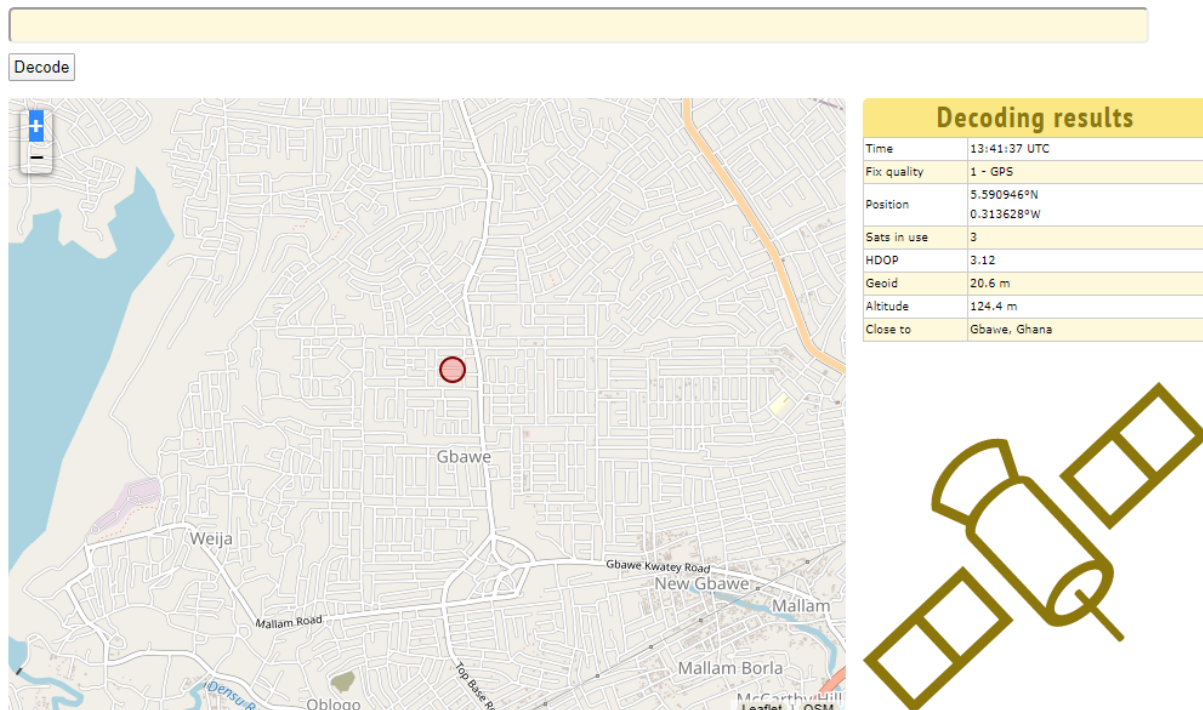 Decode
+
−
Decoding results
Time 13:41:37 UTC
Fix quality 1 - GPS
Position 5.590946°N
0.313628°W
Sats in use 3
HDOP 3.12
Geoid 20.6 m
Altitude 124.4 m
Close to Gbawe, Ghana
Gbawe
Weija
Gbawe Kwatey Road
New Gbawe
Mallam
Mallam Road
Mallam Borla
Top Base Ro
Densu R
Oblogo
McCarthy Hill
Leaflet | OSM